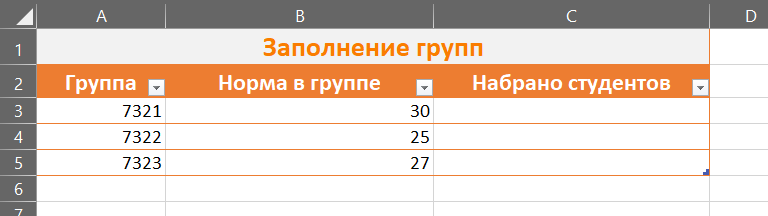 A B C D
1 Заполнение групп
2 Группа Норма в группе Набрано студентов
3 7321 30
4 7322 25
5 7323 27
6
7